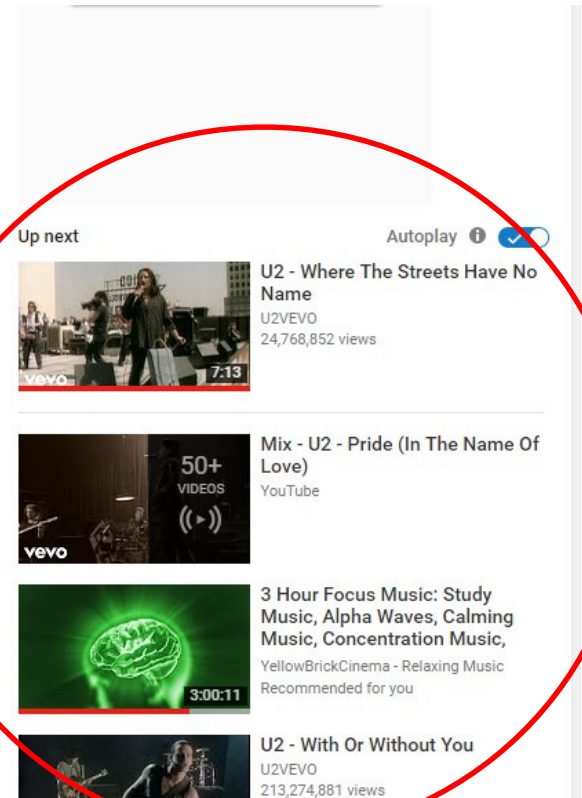 Up next
Autoplay
U2 - Where The Streets Have No
Name
U2VEVO
24,768,852 views
vevo
7:13
Mix - U2 - Pride (In The Name Of
Love)
YouTube
50+
VIDEOS
vevo
3 Hour Focus Music: Study
Music, Alpha Waves, Calming
Music, Concentration Music,
YellowBrickCinema - Relaxing Music
Recommended for you
3:00:11
U2 - With Or Without You
U2VEVO
213,274,881 views